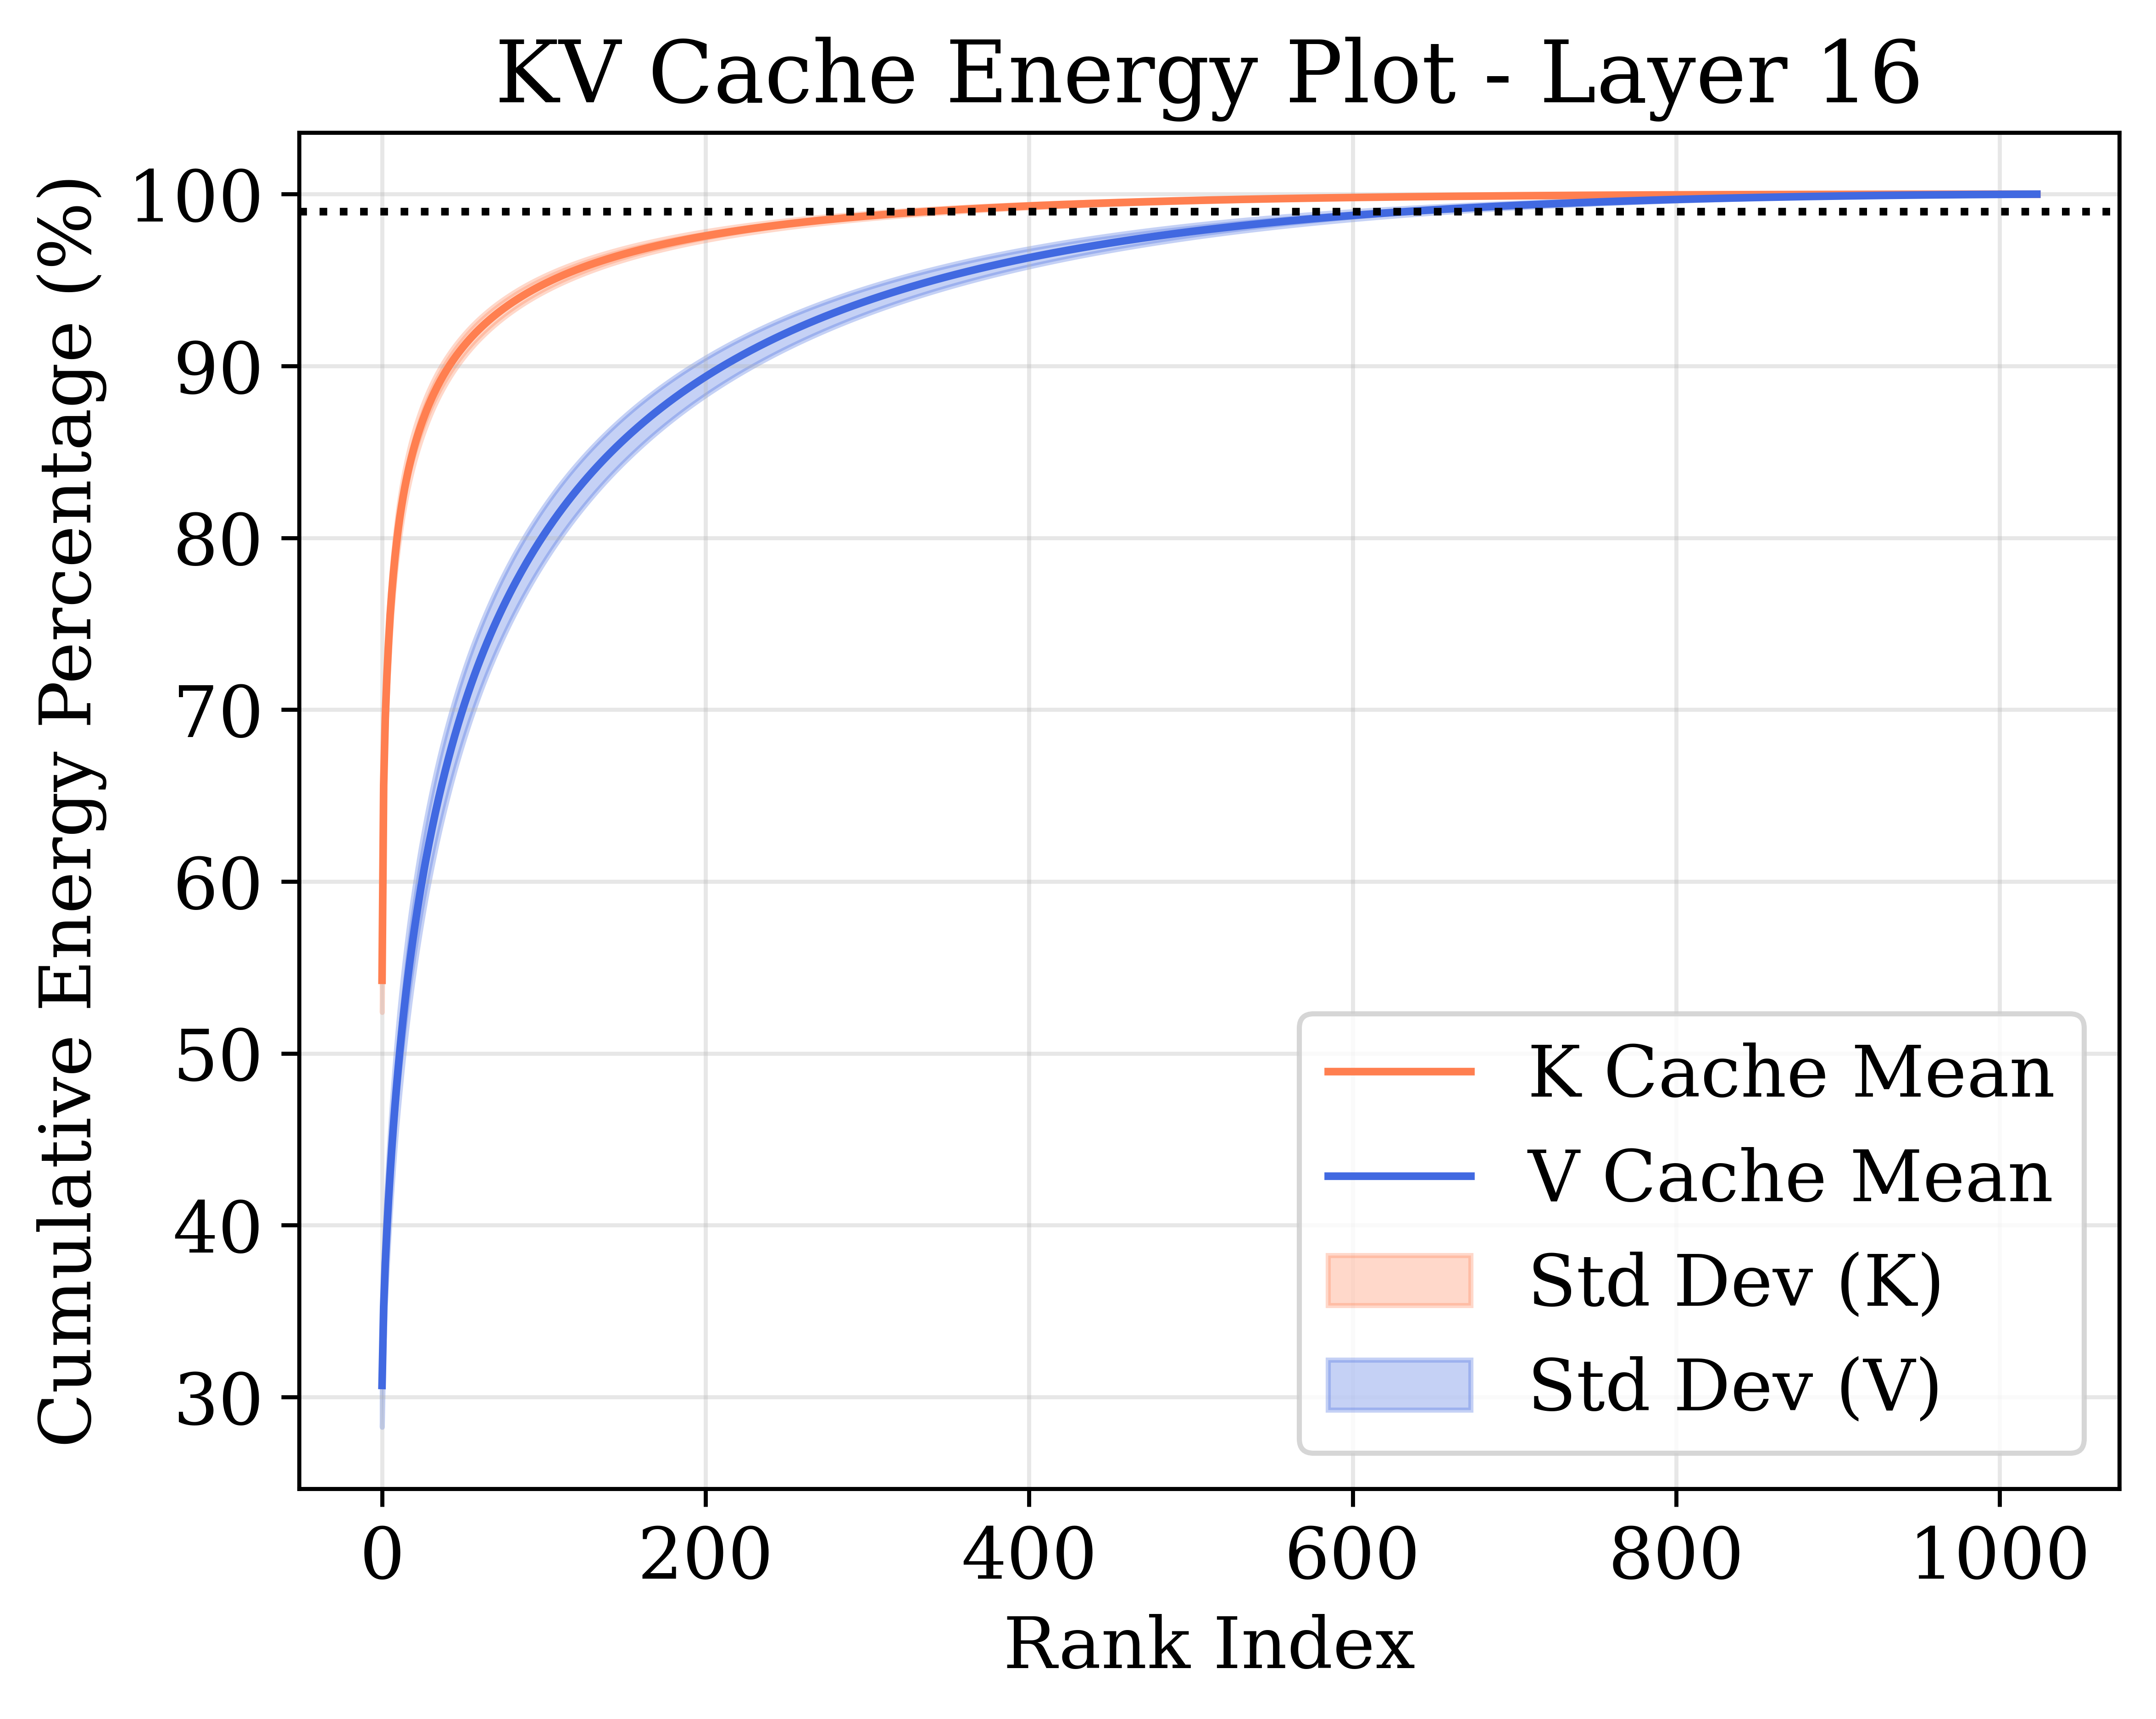 KV Cache Energy Plot - Layer 16
Cumulative Energy Percentage (%)
100
90
80
70
60
50
40
30
K Cache Mean
V Cache Mean
Std Dev (K)
Std Dev (V)
0 200 400 600 800 1000
Rank Index